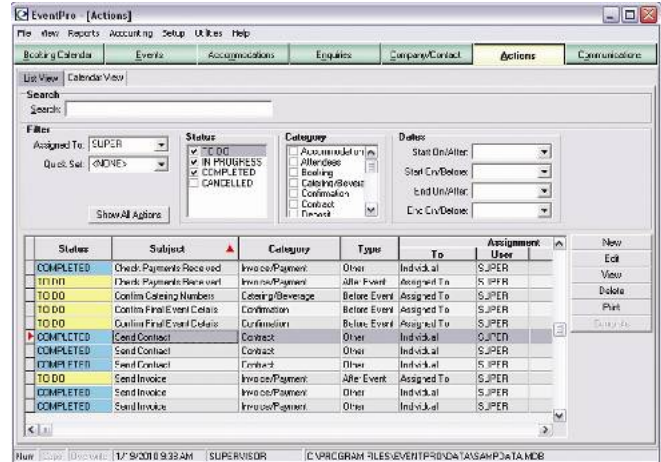 EventPro - [Actions]
File View Reports Accounting Setup Utilities Help
Booking Calendar Events Accommodations Enquiries Company/Contact Actions Communications
List View Calendar View
Search
Search:
Filter
Assigned To: SUPER
Quick Set: <NONE>
Show All Actions
Status
TO DO
IN PROGRESS
COMPLETED
CANCELLED
Category
Accommodation
Attendees
Booking
Catering/Bevera
Confirmation
Contract
Deposit
Dates
Start On/After:
Start On/Before:
End On/After:
End On/Before:
Status Subject Category Type Assignment
To User
COMPLETED Check Payments Received Invoice/Payment Other Individual SUPER
TO DO Check Payments Received Invoice/Payment After Event Assigned To SUPER
TO DO Confirm Catering Numbers Catering/Beverage Before Event Assigned To SUPER
TO DO Confirm Final Event Details Confirmation Before Event Assigned To SUPER
TO DO Confirm Final Event Details Confirmation Before Event Assigned To SUPER
COMPLETED Send Contract Contract Other Individual SUPER
COMPLETED Send Contract Contract Other Individual SUPER
COMPLETED Send Contract Contract Other Individual SUPER
TO DO Send Invoice Invoice/Payment After Event Assigned To SUPER
COMPLETED Send Invoice Invoice/Payment Other Individual SUPER
COMPLETED Send Invoice Invoice/Payment Other Individual SUPER
New
Edit
View
Delete
Print
Num Caps Overwrite 1/19/2010 9:33 AM SUPERVISOR C:\PROGRAM FILES\EVENTPRO\DATA\SAMPDATA.MDB